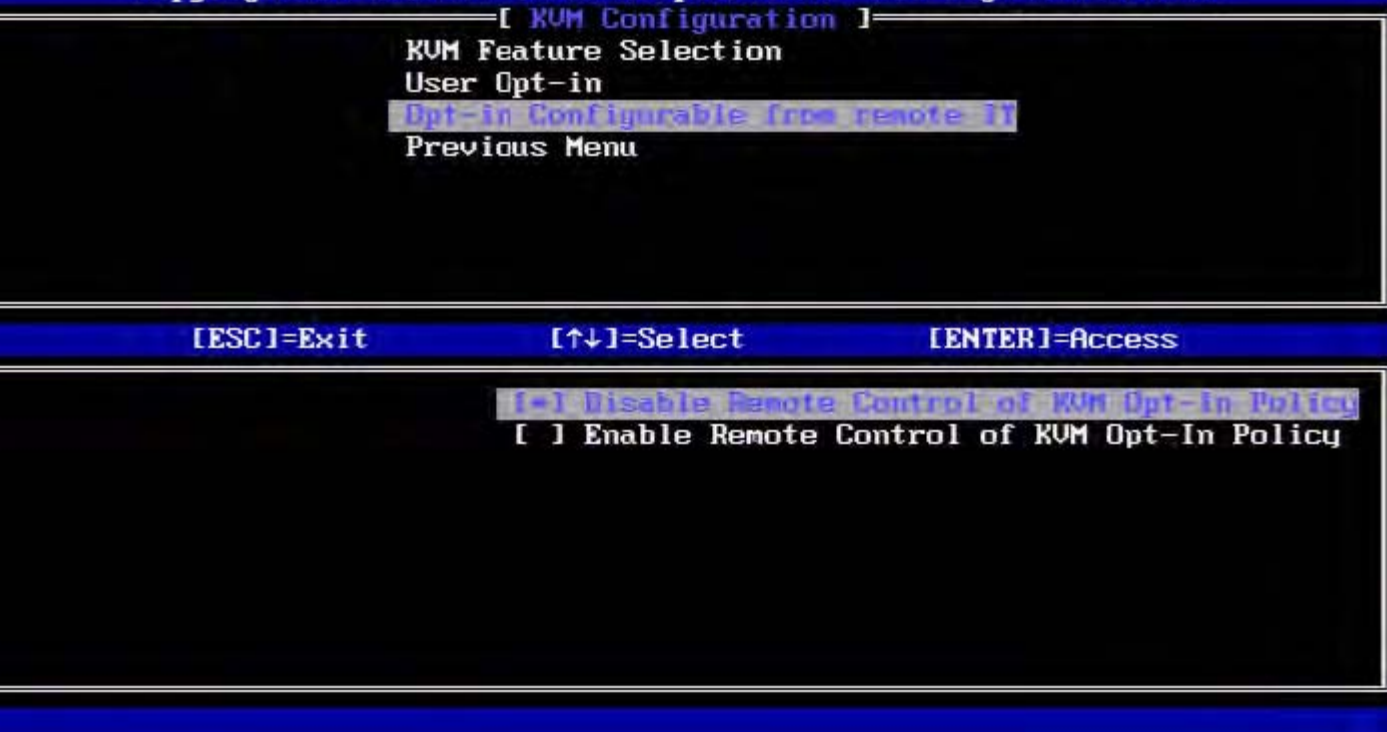 [ KVM Configuration ]
KVM Feature Selection
User Opt-in
Opt-in Configurable from remote IT
Previous Menu
[ESC]=Exit [↑↓]=Select [ENTER]=Access
[*] Disable Remote Control of KVM Opt-In Policy
[ ] Enable Remote Control of KVM Opt-In Policy